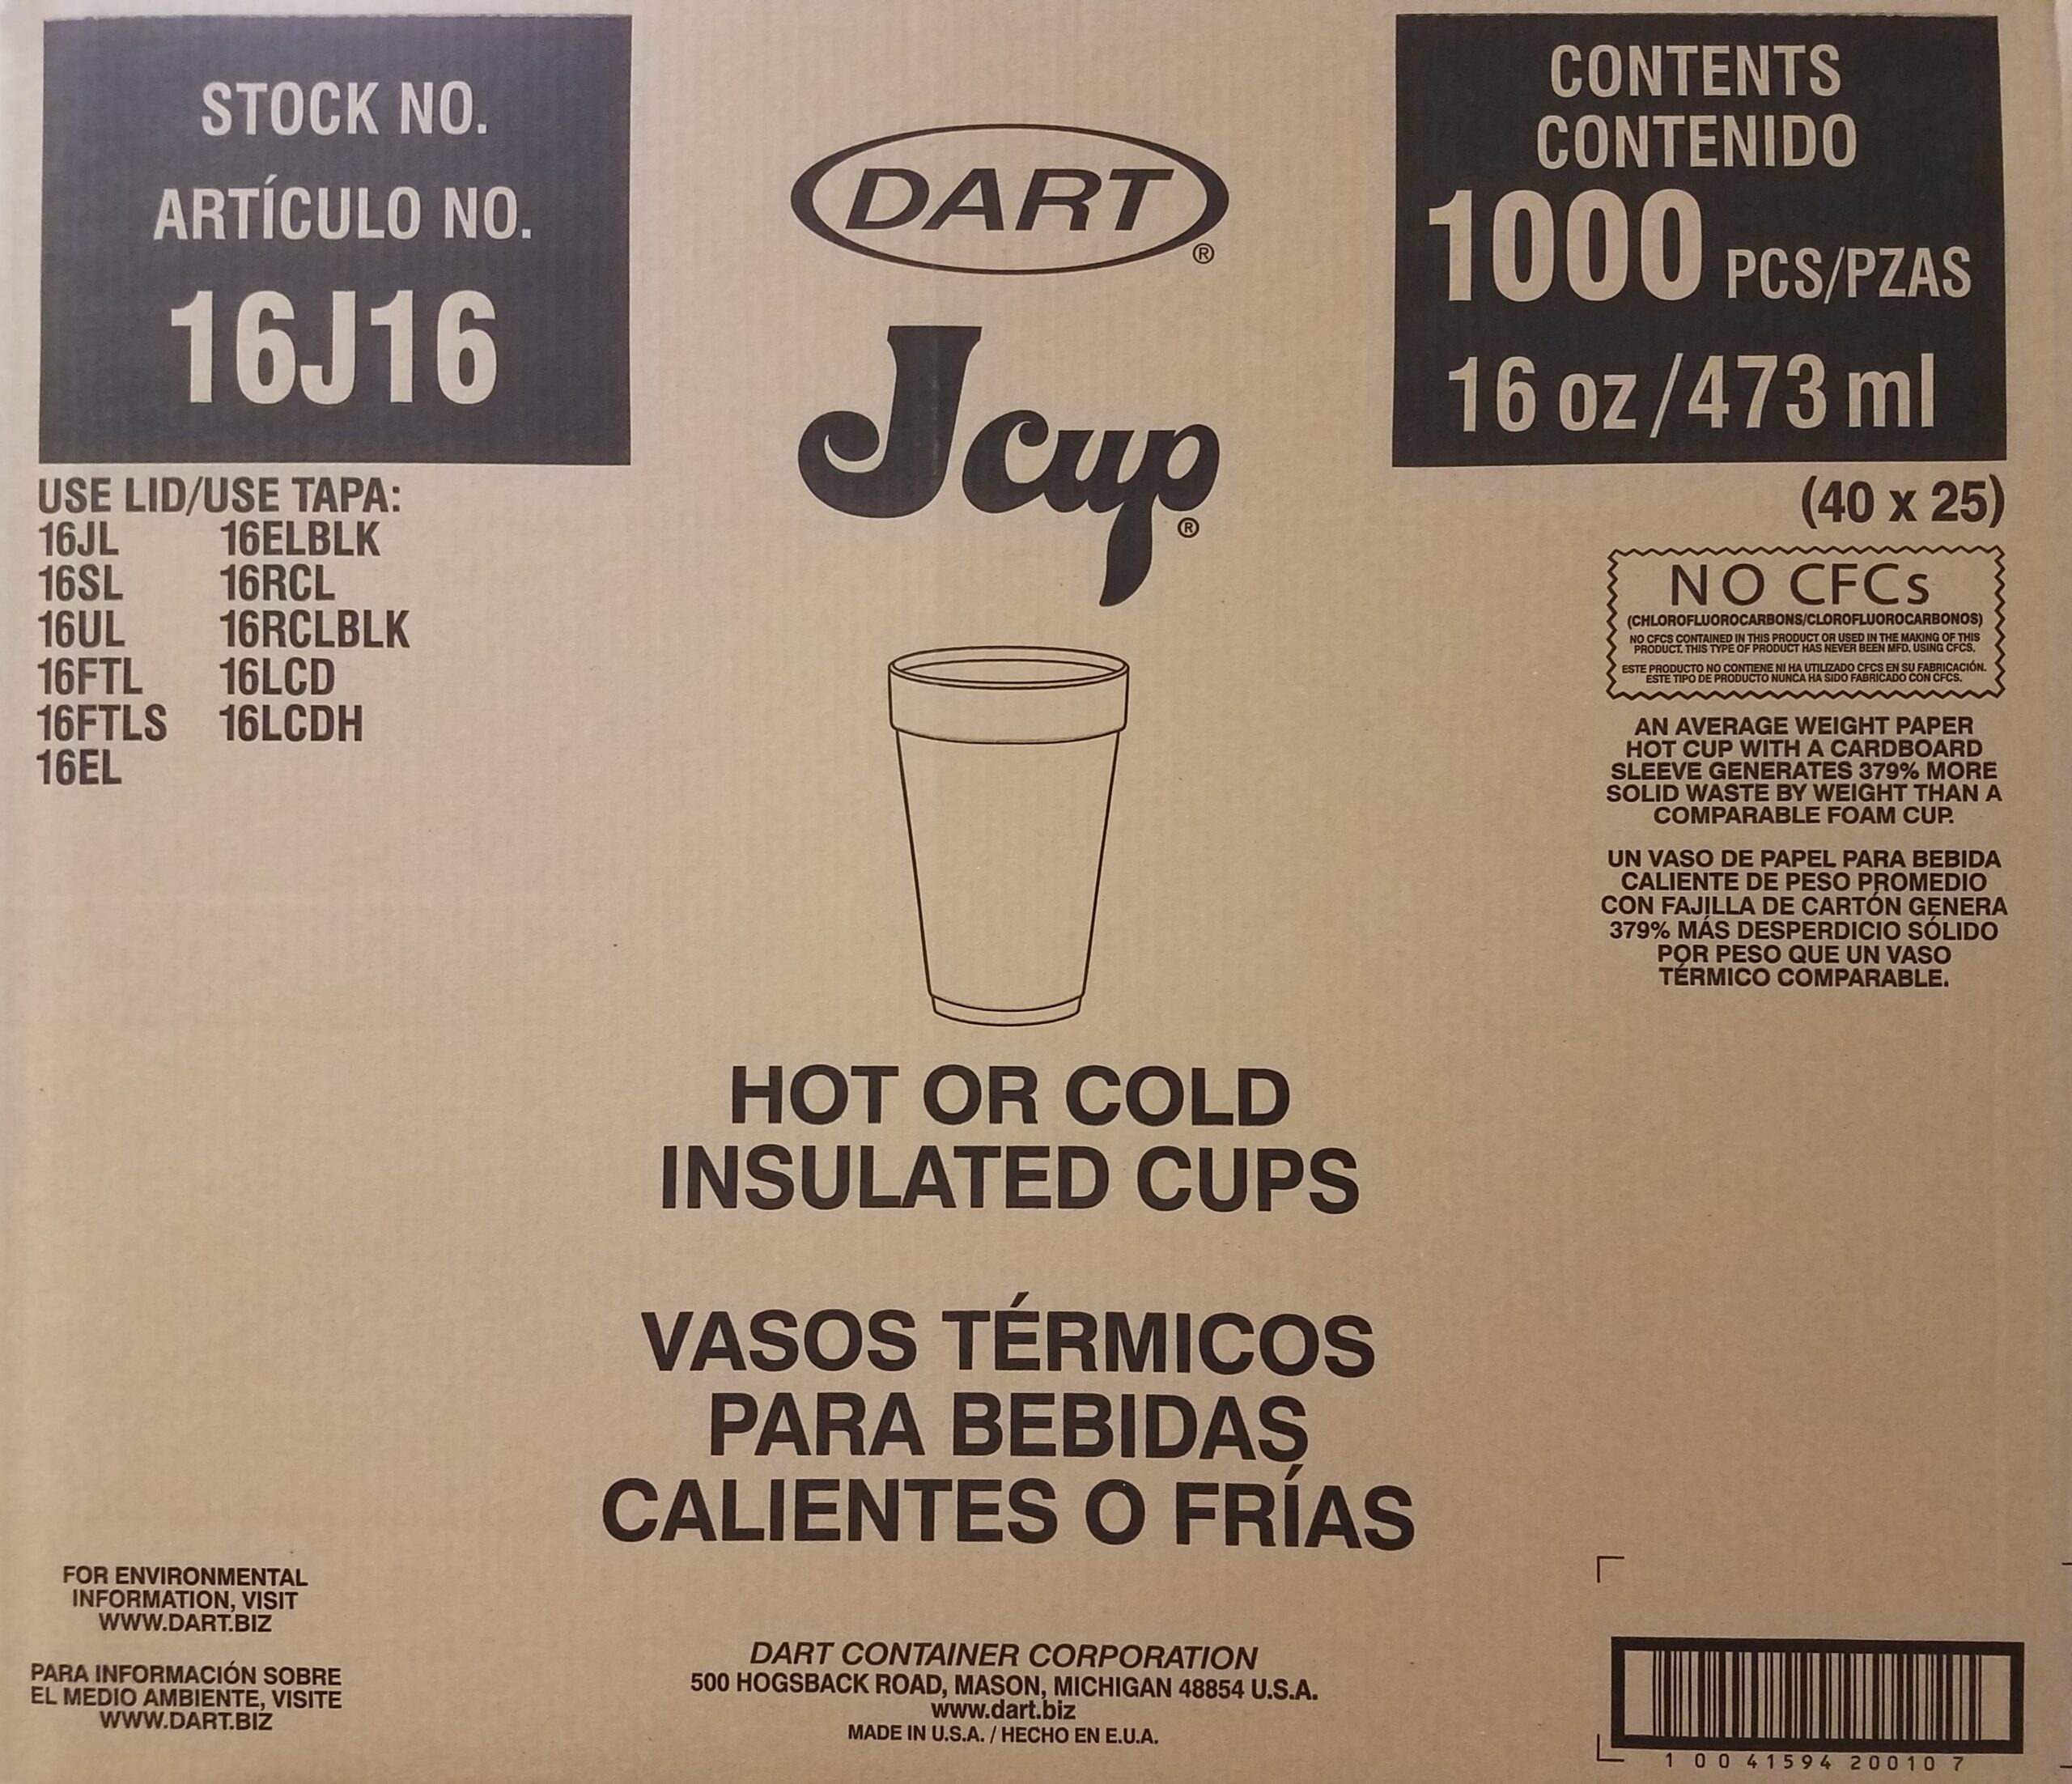 STOCK NO.
ARTÍCULO NO.
16J16
USE LID/USE TAPA:
16JL 16ELBLK
16SL 16RCL
16UL 16RCLBLK
16FTL 16LCD
16FTLS 16LCDH
16EL
DART
®
Jcup
®
CONTENTS
CONTENIDO
1000 PCS/PZAS
16 oz/473 ml
(40 x 25)
NO CFCs
(CHLOROFLUOROCARBONS/CLOROFLUOROCARBONOS)
NO CFCS CONTAINED IN THIS PRODUCT OR USED IN THE MAKING OF THIS
PRODUCT. THIS TYPE OF PRODUCT HAS NEVER BEEN MFD. USING CFCS.
ESTE PRODUCTO NO CONTIENE NI HA UTILIZADO CFCS EN SU FABRICACIÓN.
ESTE TIPO DE PRODUCTO NUNCA HA SIDO FABRICADO CON CFCS.
AN AVERAGE WEIGHT PAPER
HOT CUP WITH A CARDBOARD
SLEEVE GENERATES 379% MORE
SOLID WASTE BY WEIGHT THAN A
COMPARABLE FOAM CUP.
UN VASO DE PAPEL PARA BEBIDA
CALIENTE DE PESO PROMEDIO
CON FAJILLA DE CARTÓN GENERA
379% MÁS DESPERDICIO SÓLIDO
POR PESO QUE UN VASO
TÉRMICO COMPARABLE.
HOT OR COLD
INSULATED CUPS
VASOS TÉRMICOS
PARA BEBIDAS
CALIENTES O FRÍAS
FOR ENVIRONMENTAL
INFORMATION, VISIT
WWW.DART.BIZ
PARA INFORMACIÓN SOBRE
EL MEDIO AMBIENTE, VISITE
WWW.DART.BIZ
DART CONTAINER CORPORATION
500 HOGSBACK ROAD, MASON, MICHIGAN 48854 U.S.A.
www.dart.biz
MADE IN U.S.A. / HECHO EN E.U.A.
1 00 41594 20010 7